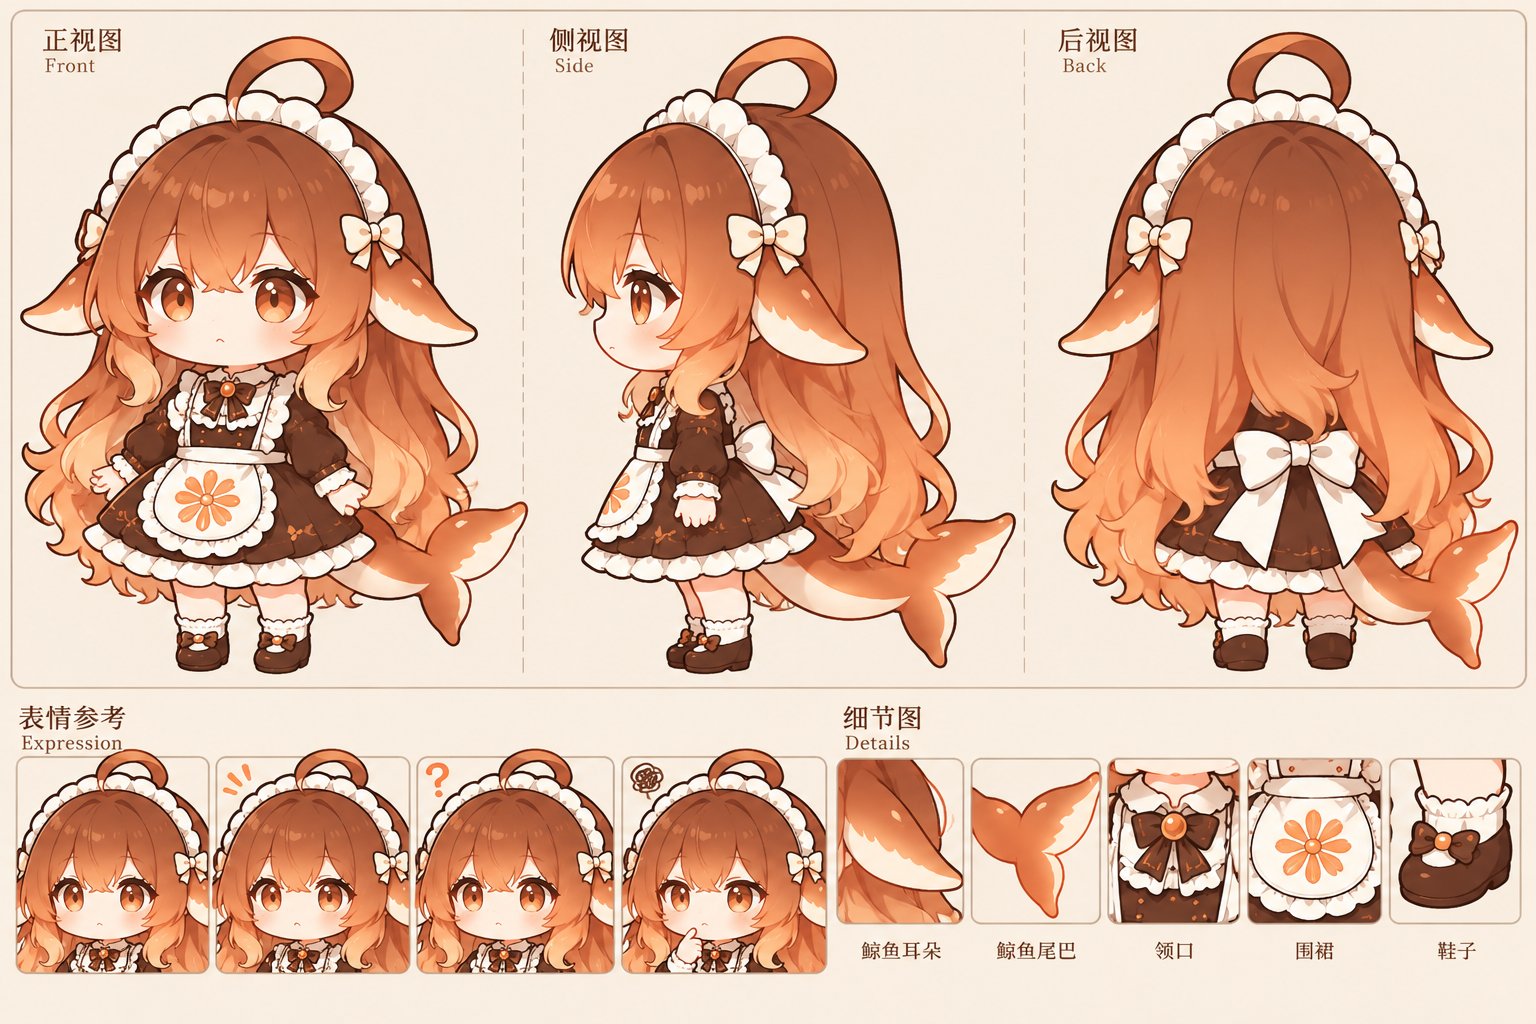 正视图
Front
侧视图
Side
后视图
Back
表情参考
Expression
?
细节图
Details
鲸鱼耳朵
鲸鱼尾巴
领口
围裙
鞋子